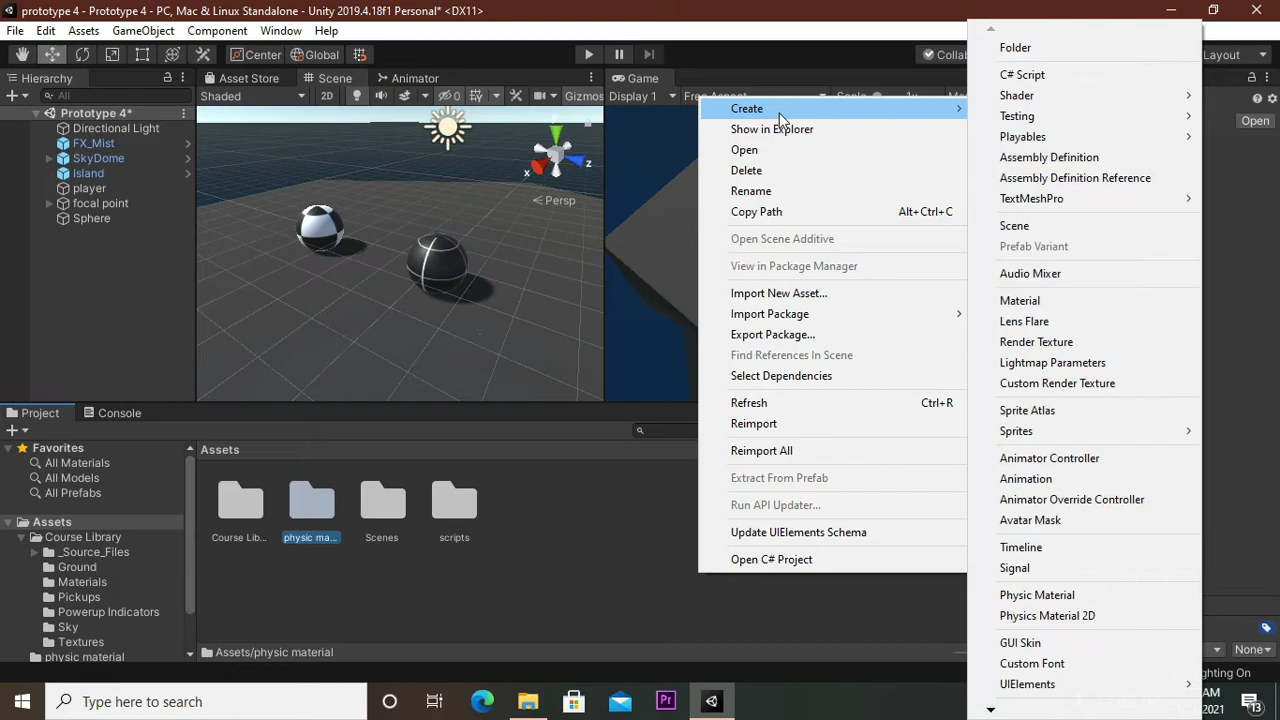 prototype 4 - Prototype 4 - PC, Mac & Linux Standalone - Unity 2019.4.18f1 Personal* <DX11>
File Edit Assets GameObject Component Window Help
Center Global Collab Layout
Hierarchy Asset Store Scene Animator Game
All Shaded 2D 0 Gizmos Display 1
Prototype 4*
Directional Light
FX_Mist
SkyDome
Island
player
focal point
Sphere
x
z
Persp
Open
Create
Show in Explorer
Open
Delete
Rename
Copy Path Alt+Ctrl+C
Open Scene Additive
View in Package Manager
Import New Asset...
Import Package
Export Package...
Find References In Scene
Select Dependencies
Refresh Ctrl+R
Reimport
Reimport All
Extract From Prefab
Run API Updater...
Update UIElements Schema
Open C# Project
Folder
C# Script
Shader
Testing
Playables
Assembly Definition
Assembly Definition Reference
TextMeshPro
Scene
Prefab Variant
Audio Mixer
Material
Lens Flare
Render Texture
Lightmap Parameters
Custom Render Texture
Sprite Atlas
Sprites
Animator Controller
Animation
Animator Override Controller
Avatar Mask
Timeline
Signal
Physic Material
Physics Material 2D
GUI Skin
Custom Font
UIElements
Project Console
Favorites
All Materials
All Models
All Prefabs
Assets
Course Library
_Source_Files
Ground
Materials
Pickups
Powerup Indicators
Sky
Textures
physic material
Assets
Course Lib...
physic ma...
Scenes
scripts
Assets/physic material
None
ghting On
Type here to search
Pr
AM
2021
13